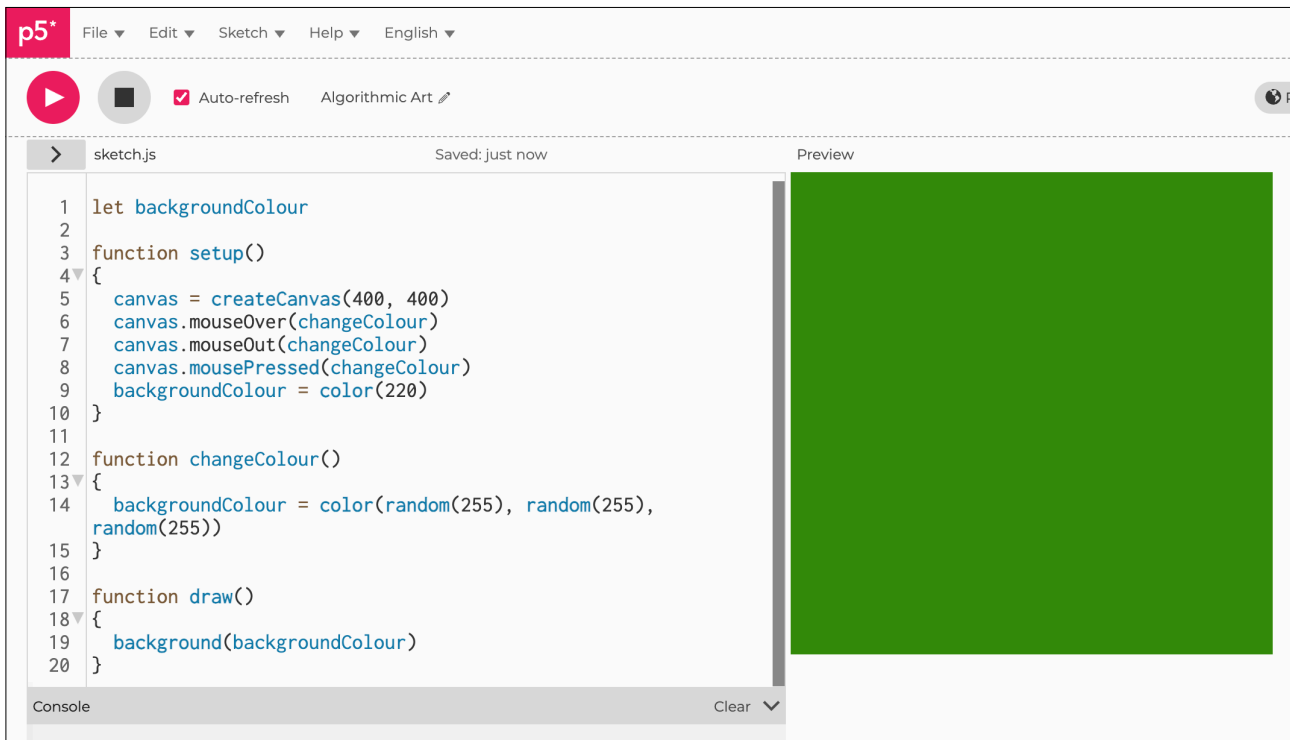 p5* File Edit Sketch Help English
Auto-refresh Algorithmic Art
sketch.js Saved: just now Preview
1 let backgroundColour
2
3 function setup()
4 {
5 canvas = createCanvas(400, 400)
6 canvas.mouseOver(changeColour)
7 canvas.mouseOut(changeColour)
8 canvas.mousePressed(changeColour)
9 backgroundColour = color(220)
10 }
11
12 function changeColour()
13 {
14 backgroundColour = color(random(255), random(255),
random(255))
15 }
16
17 function draw()
18 {
19 background(backgroundColour)
20 }
Console Clear